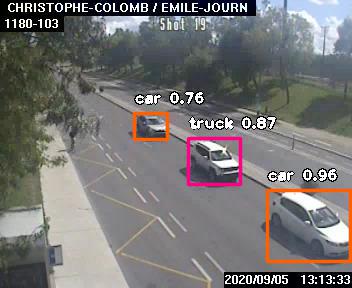 CHRISTOPHE-COLOMB / EMILE-JOURN
1180-103
Shot 19
car 0.76
truck 0.87
car 0.96
2020/09/05 13:13:33